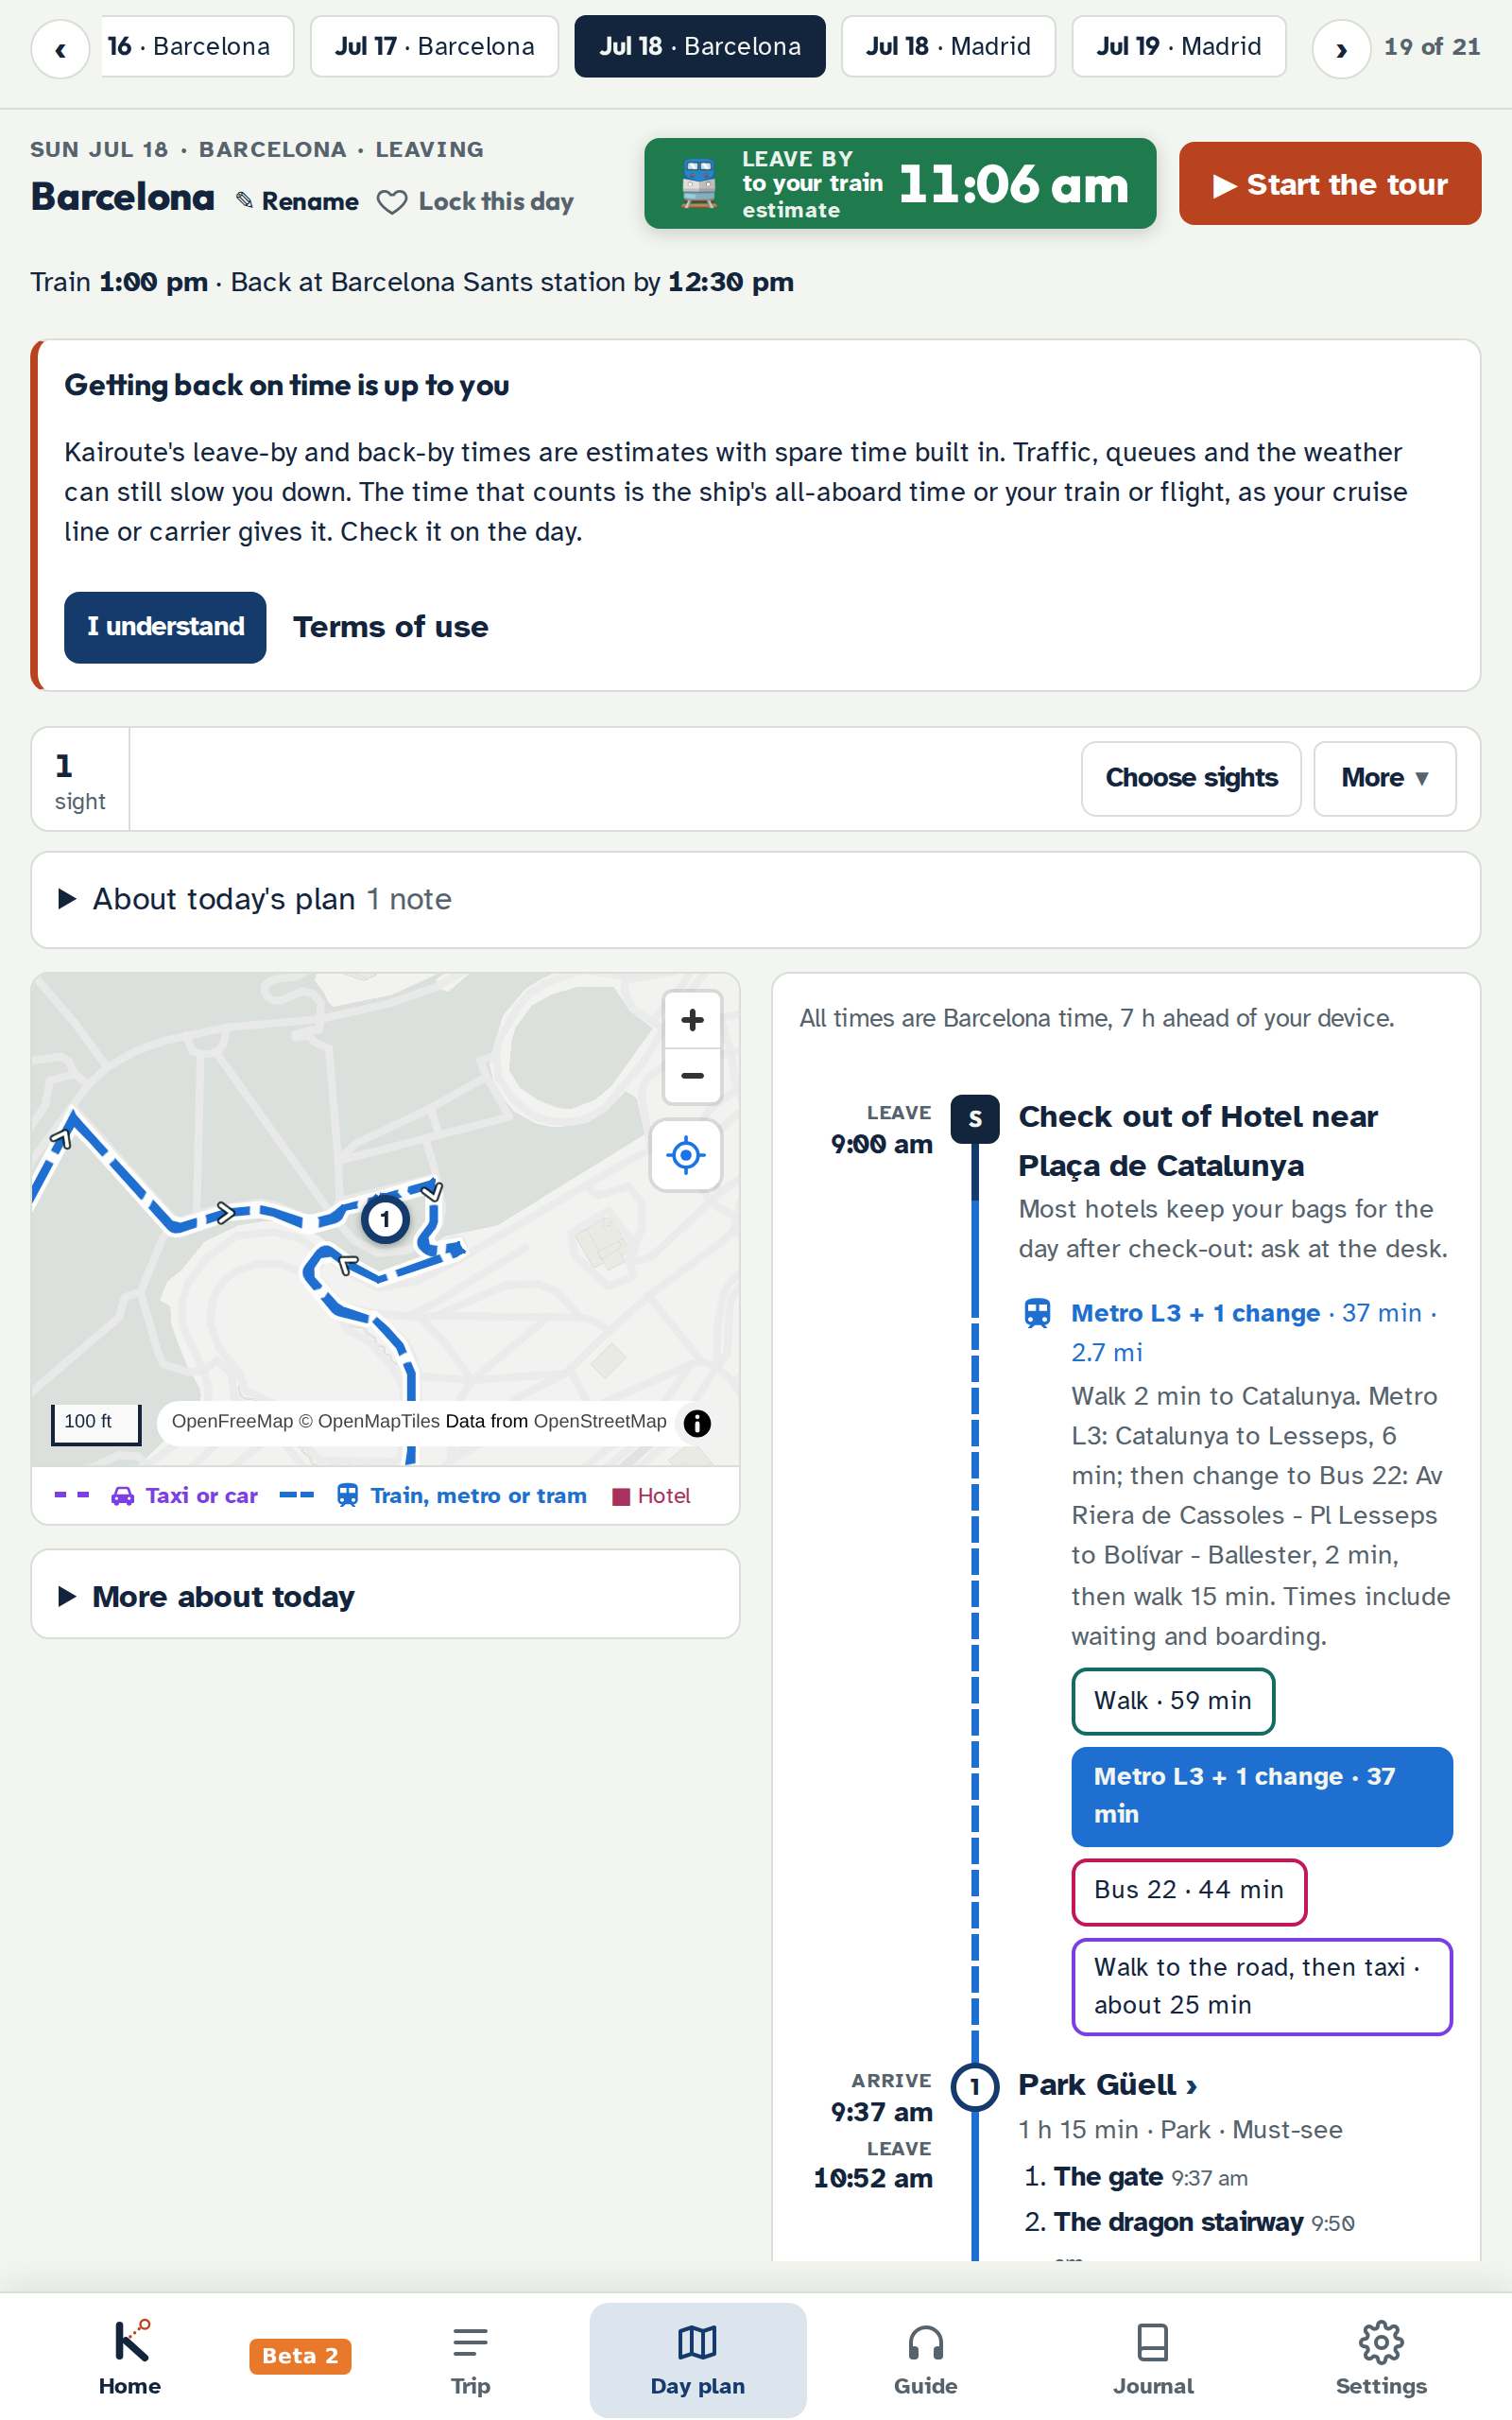 ‹
16 · Barcelona
Jul 17 · Barcelona
Jul 18 · Barcelona
Jul 18 · Madrid
Jul 19 · Madrid
›
19 of 21
SUN JUL 18 · BARCELONA · LEAVING
Barcelona
✎ Rename
Lock this day
LEAVE BY
to your train
estimate
11:06 am
▶ Start the tour
Train 1:00 pm · Back at Barcelona Sants station by 12:30 pm
Getting back on time is up to you
Kairoute's leave-by and back-by times are estimates with spare time built in. Traffic, queues and the weather
can still slow you down. The time that counts is the ship's all-aboard time or your train or flight, as your cruise
line or carrier gives it. Check it on the day.
I understand
Terms of use
1
sight
Choose sights
More ▼
▶ About today's plan 1 note
+
−
1
100 ft
OpenFreeMap © OpenMapTiles Data from OpenStreetMap
Taxi or car
Train, metro or tram
Hotel
▶ More about today
All times are Barcelona time, 7 h ahead of your device.
LEAVE
9:00 am
S
Check out of Hotel near
Plaça de Catalunya
Most hotels keep your bags for the
day after check-out: ask at the desk.
Metro L3 + 1 change · 37 min ·
2.7 mi
Walk 2 min to Catalunya. Metro
L3: Catalunya to Lesseps, 6
min; then change to Bus 22: Av
Riera de Cassoles - Pl Lesseps
to Bolívar - Ballester, 2 min,
then walk 15 min. Times include
waiting and boarding.
Walk · 59 min
Metro L3 + 1 change · 37
min
Bus 22 · 44 min
Walk to the road, then taxi ·
about 25 min
ARRIVE
9:37 am
LEAVE
10:52 am
1
Park Güell ›
1 h 15 min · Park · Must-see
1. The gate 9:37 am
2. The dragon stairway 9:50
Home
Beta 2
Trip
Day plan
Guide
Journal
Settings